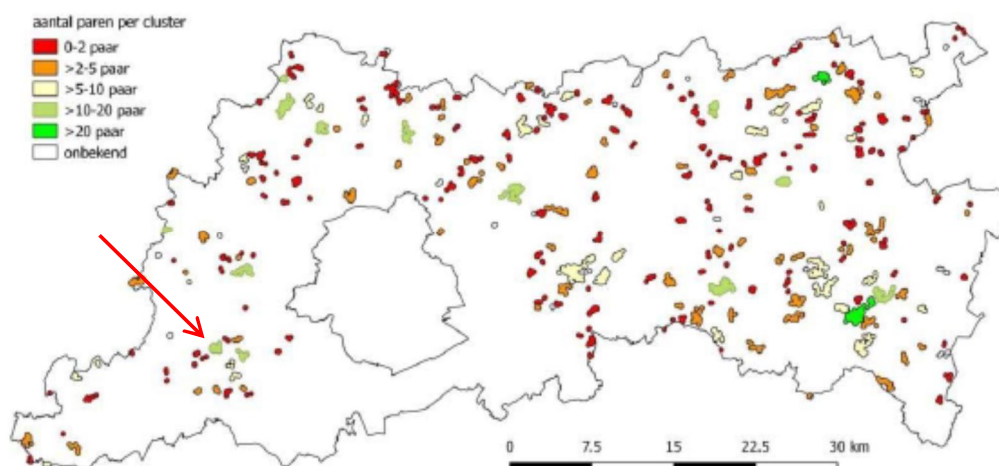 aantal paren per cluster
0-2 paar
>2-5 paar
>5-10 paar
>10-20 paar
>20 paar
onbekend
0 7.5 15 22.5 30 km